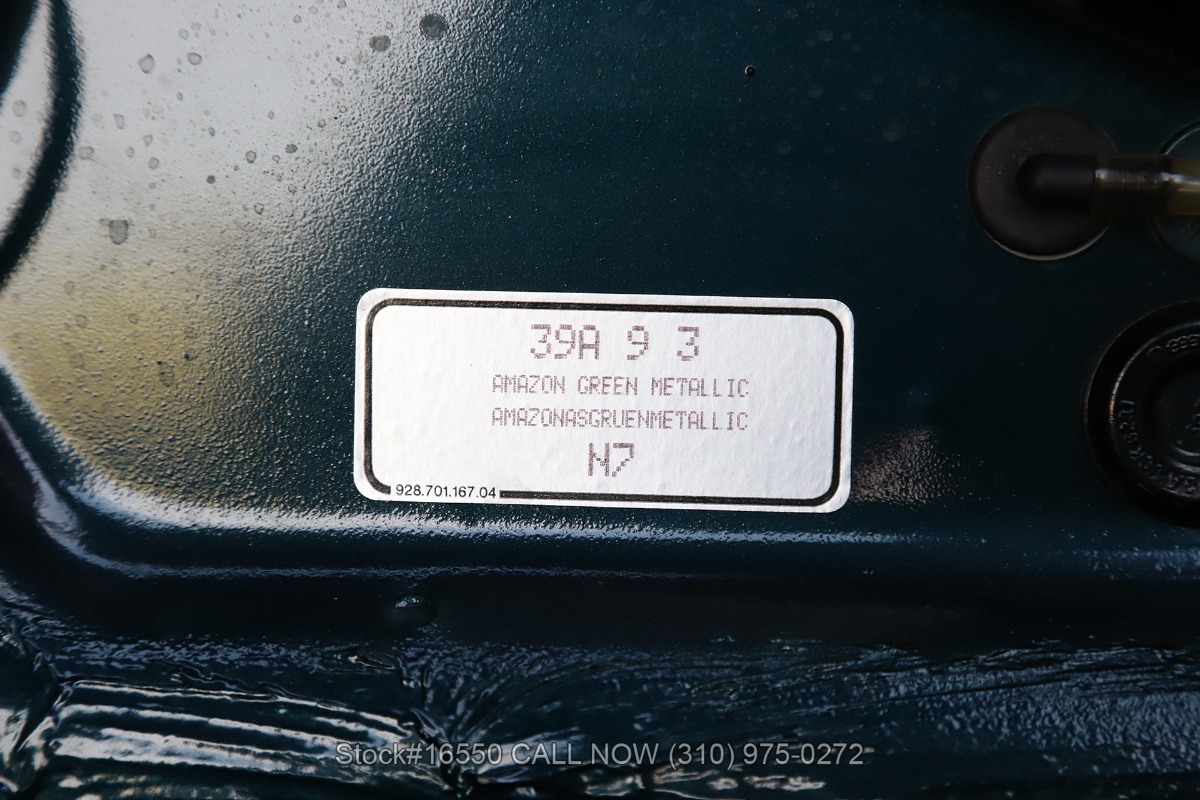 39A 9 3
AMAZON GREEN METALLIC
AMAZONASGRUENMETALLIC
N7
928.701.167.04
Stock#16550 CALL NOW (310) 975-0272